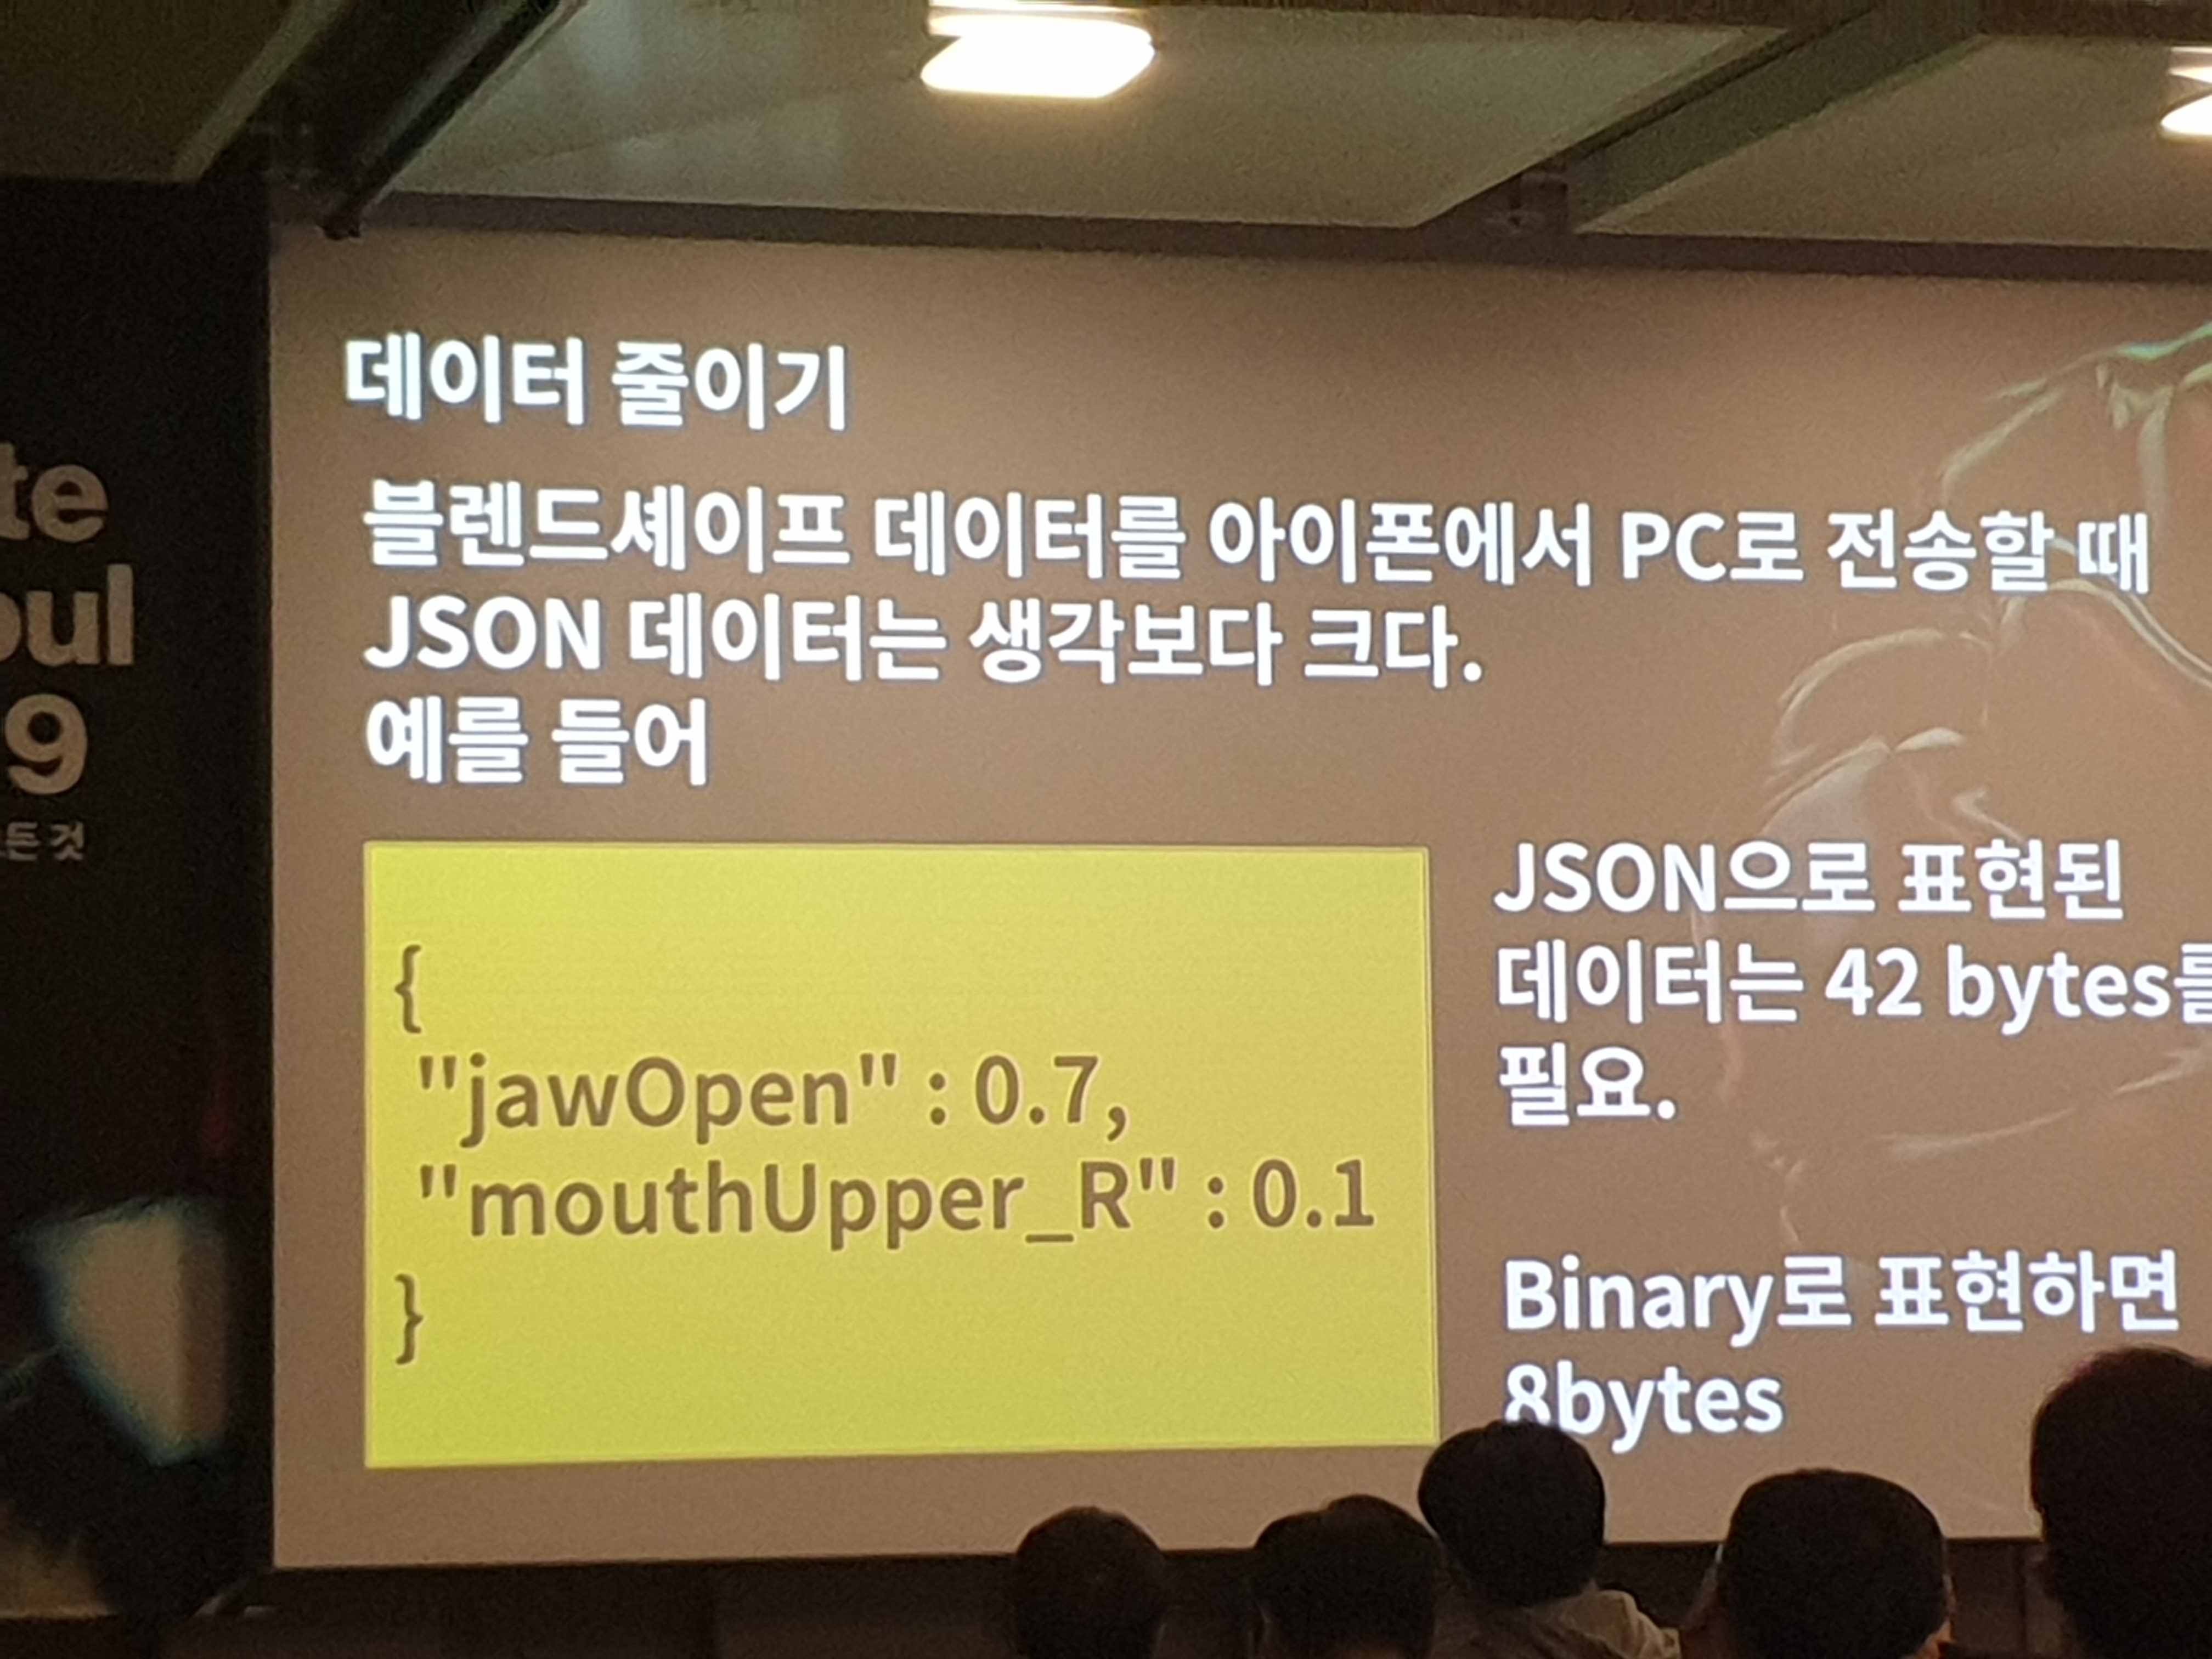 te
oul
9
든 것
데이터 줄이기
블렌드셰이프 데이터를 아이폰에서 PC로 전송할 때
JSON 데이터는 생각보다 크다.
예를 들어
{
"jawOpen" : 0.7,
"mouthUpper_R" : 0.1
}
JSON으로 표현된
데이터는 42 bytes를
필요.
Binary로 표현하면
8bytes